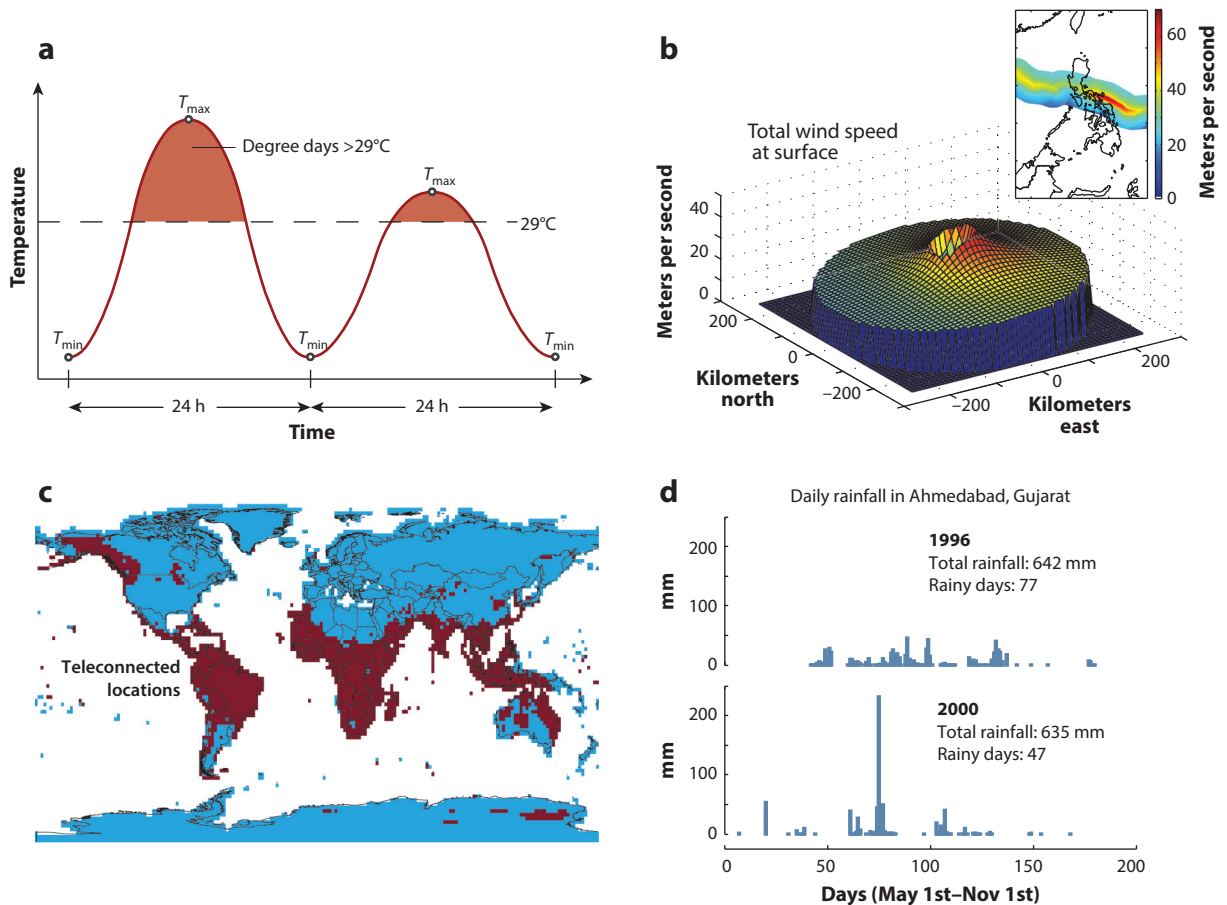 a
Temperature
T max
Degree days >29°C
T max
29°C
T min
T min
T min
24 h
24 h
Time
b
Total wind speed
at surface
Meters per second
60
40
20
0
Meters per second
40
30
20
10
0
200
0
−200
Kilometers
north
−200
0
200
Kilometers
east
c
Teleconnected
locations
d
Daily rainfall in Ahmedabad, Gujarat
mm
200
100
0
1996
Total rainfall: 642 mm
Rainy days: 77
mm
200
100
0
2000
Total rainfall: 635 mm
Rainy days: 47
50
100
150
200
Days (May 1st–Nov 1st)